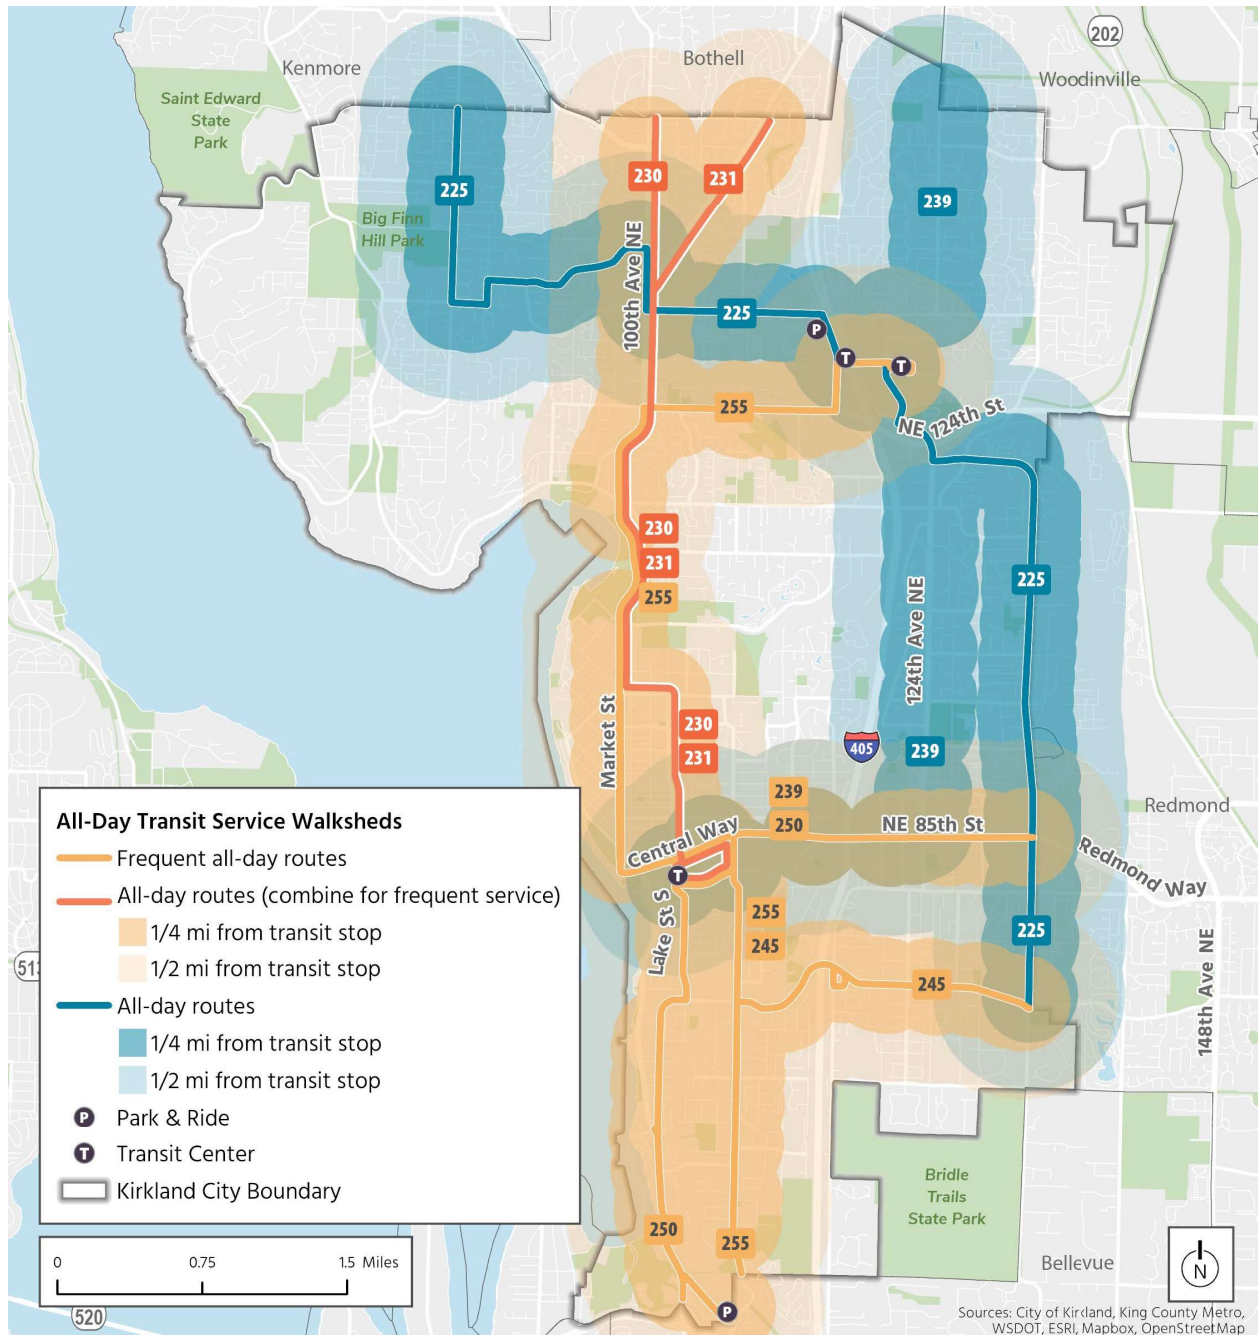 202
Kenmore
Bothell
Woodinville
Saint Edward
State
Park
230
231
225
239
Big Finn
Hill Park
100th Ave NE
225
P
T
T
255
NE 124th St
230
231
255
225
124th Ave NE
Market St
230
231
405
239
239
250
NE 85th St
Central Way
Redmond
Redmond Way
T
Lake St S
255
245
225
245
148th Ave NE
513
All-Day Transit Service Walksheds
Frequent all-day routes
All-day routes (combine for frequent service)
1/4 mi from transit stop
1/2 mi from transit stop
All-day routes
1/4 mi from transit stop
1/2 mi from transit stop
P Park & Ride
T Transit Center
Kirkland City Boundary
Bridle
Trails
State Park
250
255
P
Bellevue
0 0.75 1.5 Miles
520
N
Sources: City of Kirkland, King County Metro,
WSDOT, ESRI, Mapbox, OpenStreetMap